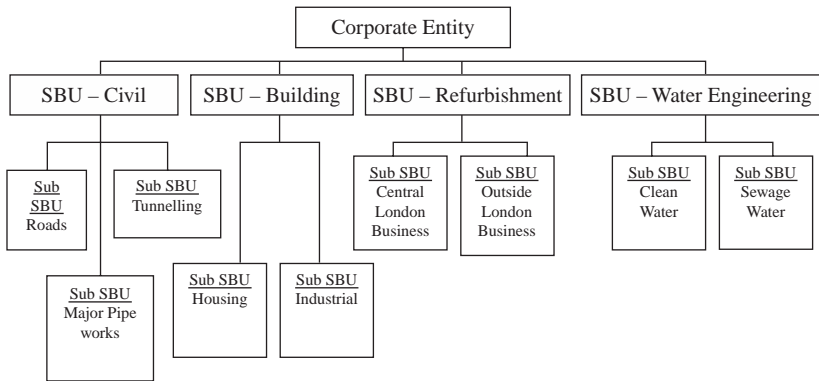 Corporate Entity
SBU – Civil
SBU – Building
SBU – Refurbishment
SBU – Water Engineering
Sub
SBU
Roads
Sub SBU
Tunnelling
Sub SBU
Major Pipe
works
Sub SBU
Housing
Sub SBU
Industrial
Sub SBU
Central
London
Business
Sub SBU
Outside
London
Business
Sub SBU
Clean
Water
Sub SBU
Sewage
Water